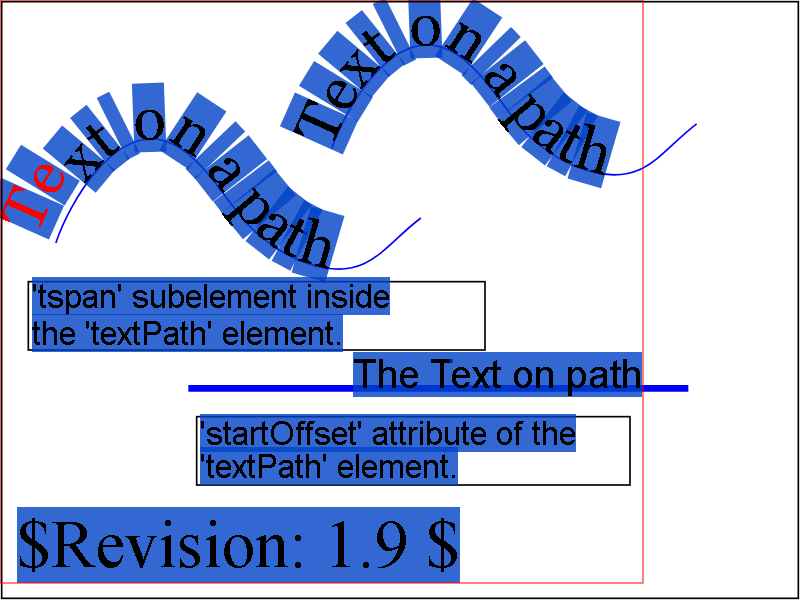 Text on a path
Text on a path
'tspan' subelement inside
the 'textPath' element.
The Text on path
'startOffset' attribute of the
'textPath' element.
$Revision: 1.9 $